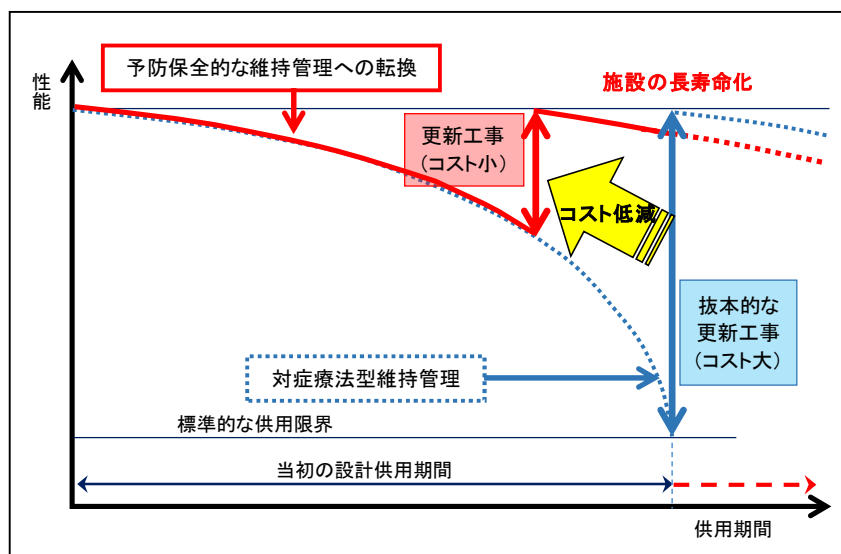 予防保全的な維持管理への転換
施設の長寿命化
性能
更新工事
(コスト小)
コスト低減
抜本的な
更新工事
(コスト大)
対症療法型維持管理
標準的な供用限界
当初の設計供用期間
供用期間